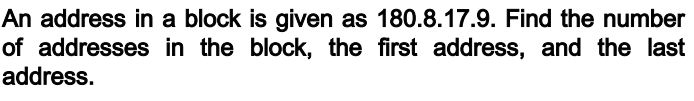 An address in a block is given as 180.8.17.9. Find the number
of addresses in the block, the first address, and the last
address.